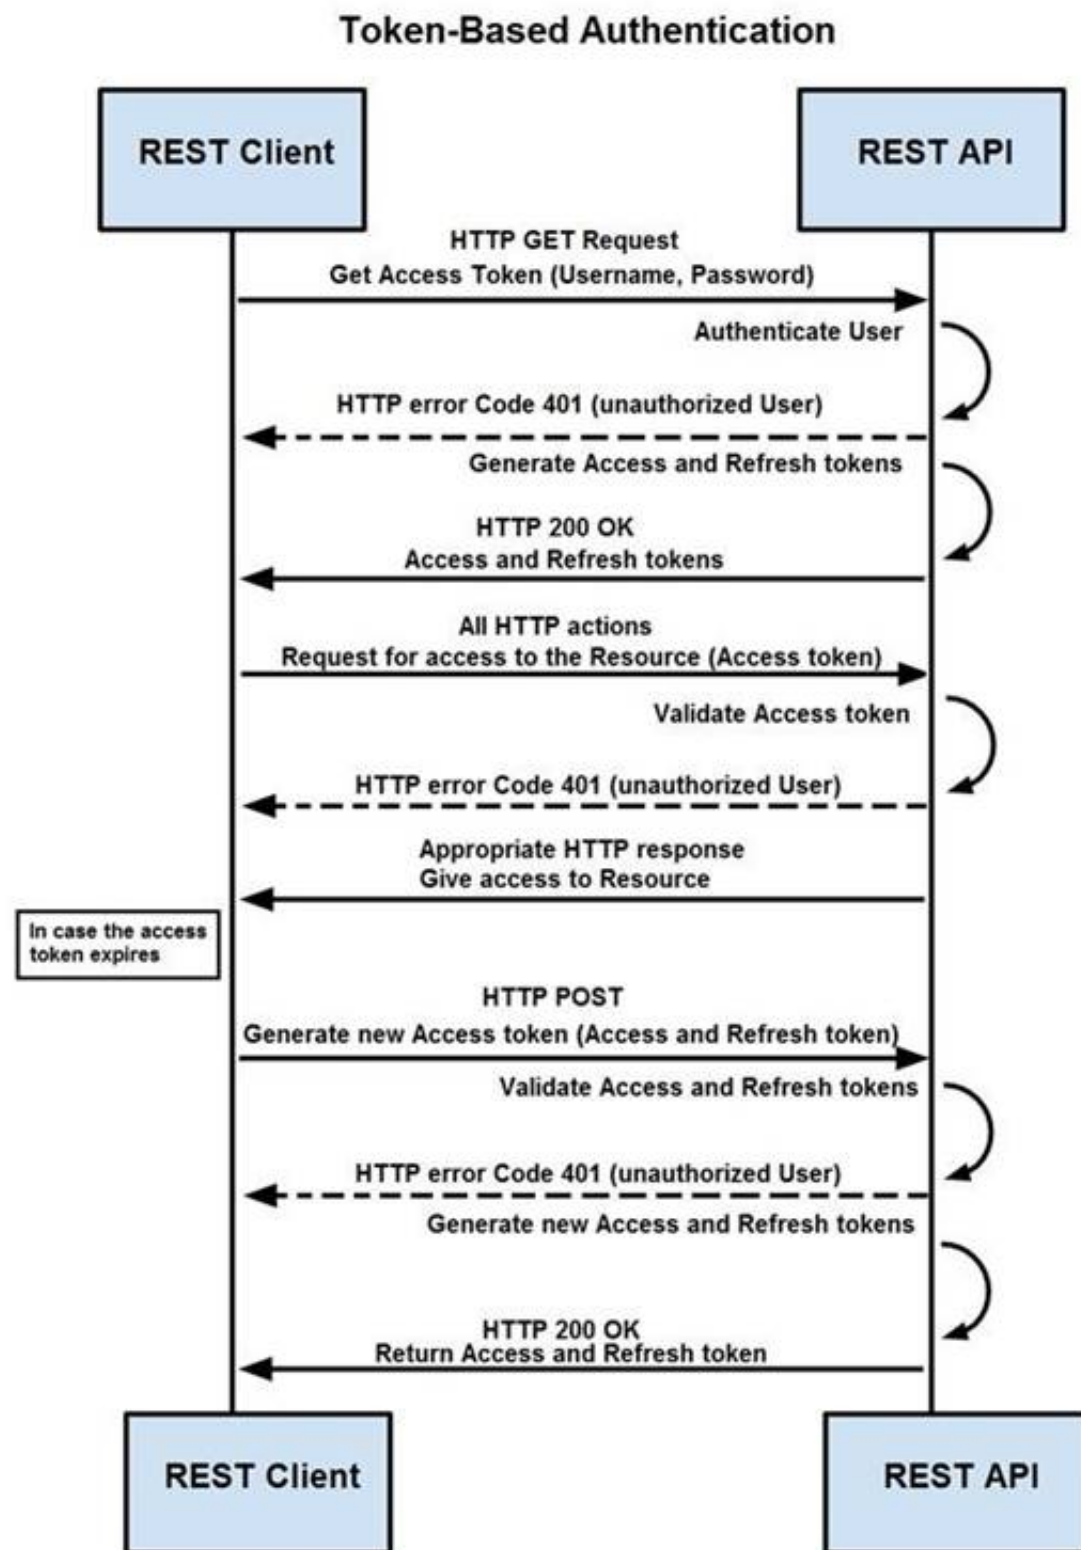 Token-Based Authentication
REST Client
REST API
HTTP GET Request
Get Access Token (Username, Password)
Authenticate User
HTTP error Code 401 (unauthorized User)
Generate Access and Refresh tokens
HTTP 200 OK
Access and Refresh tokens
All HTTP actions
Request for access to the Resource (Access token)
Validate Access token
HTTP error Code 401 (unauthorized User)
Appropriate HTTP response
Give access to Resource
In case the access
token expires
HTTP POST
Generate new Access token (Access and Refresh token)
Validate Access and Refresh tokens
HTTP error Code 401 (unauthorized User)
Generate new Access and Refresh tokens
HTTP 200 OK
Return Access and Refresh token
REST Client
REST API